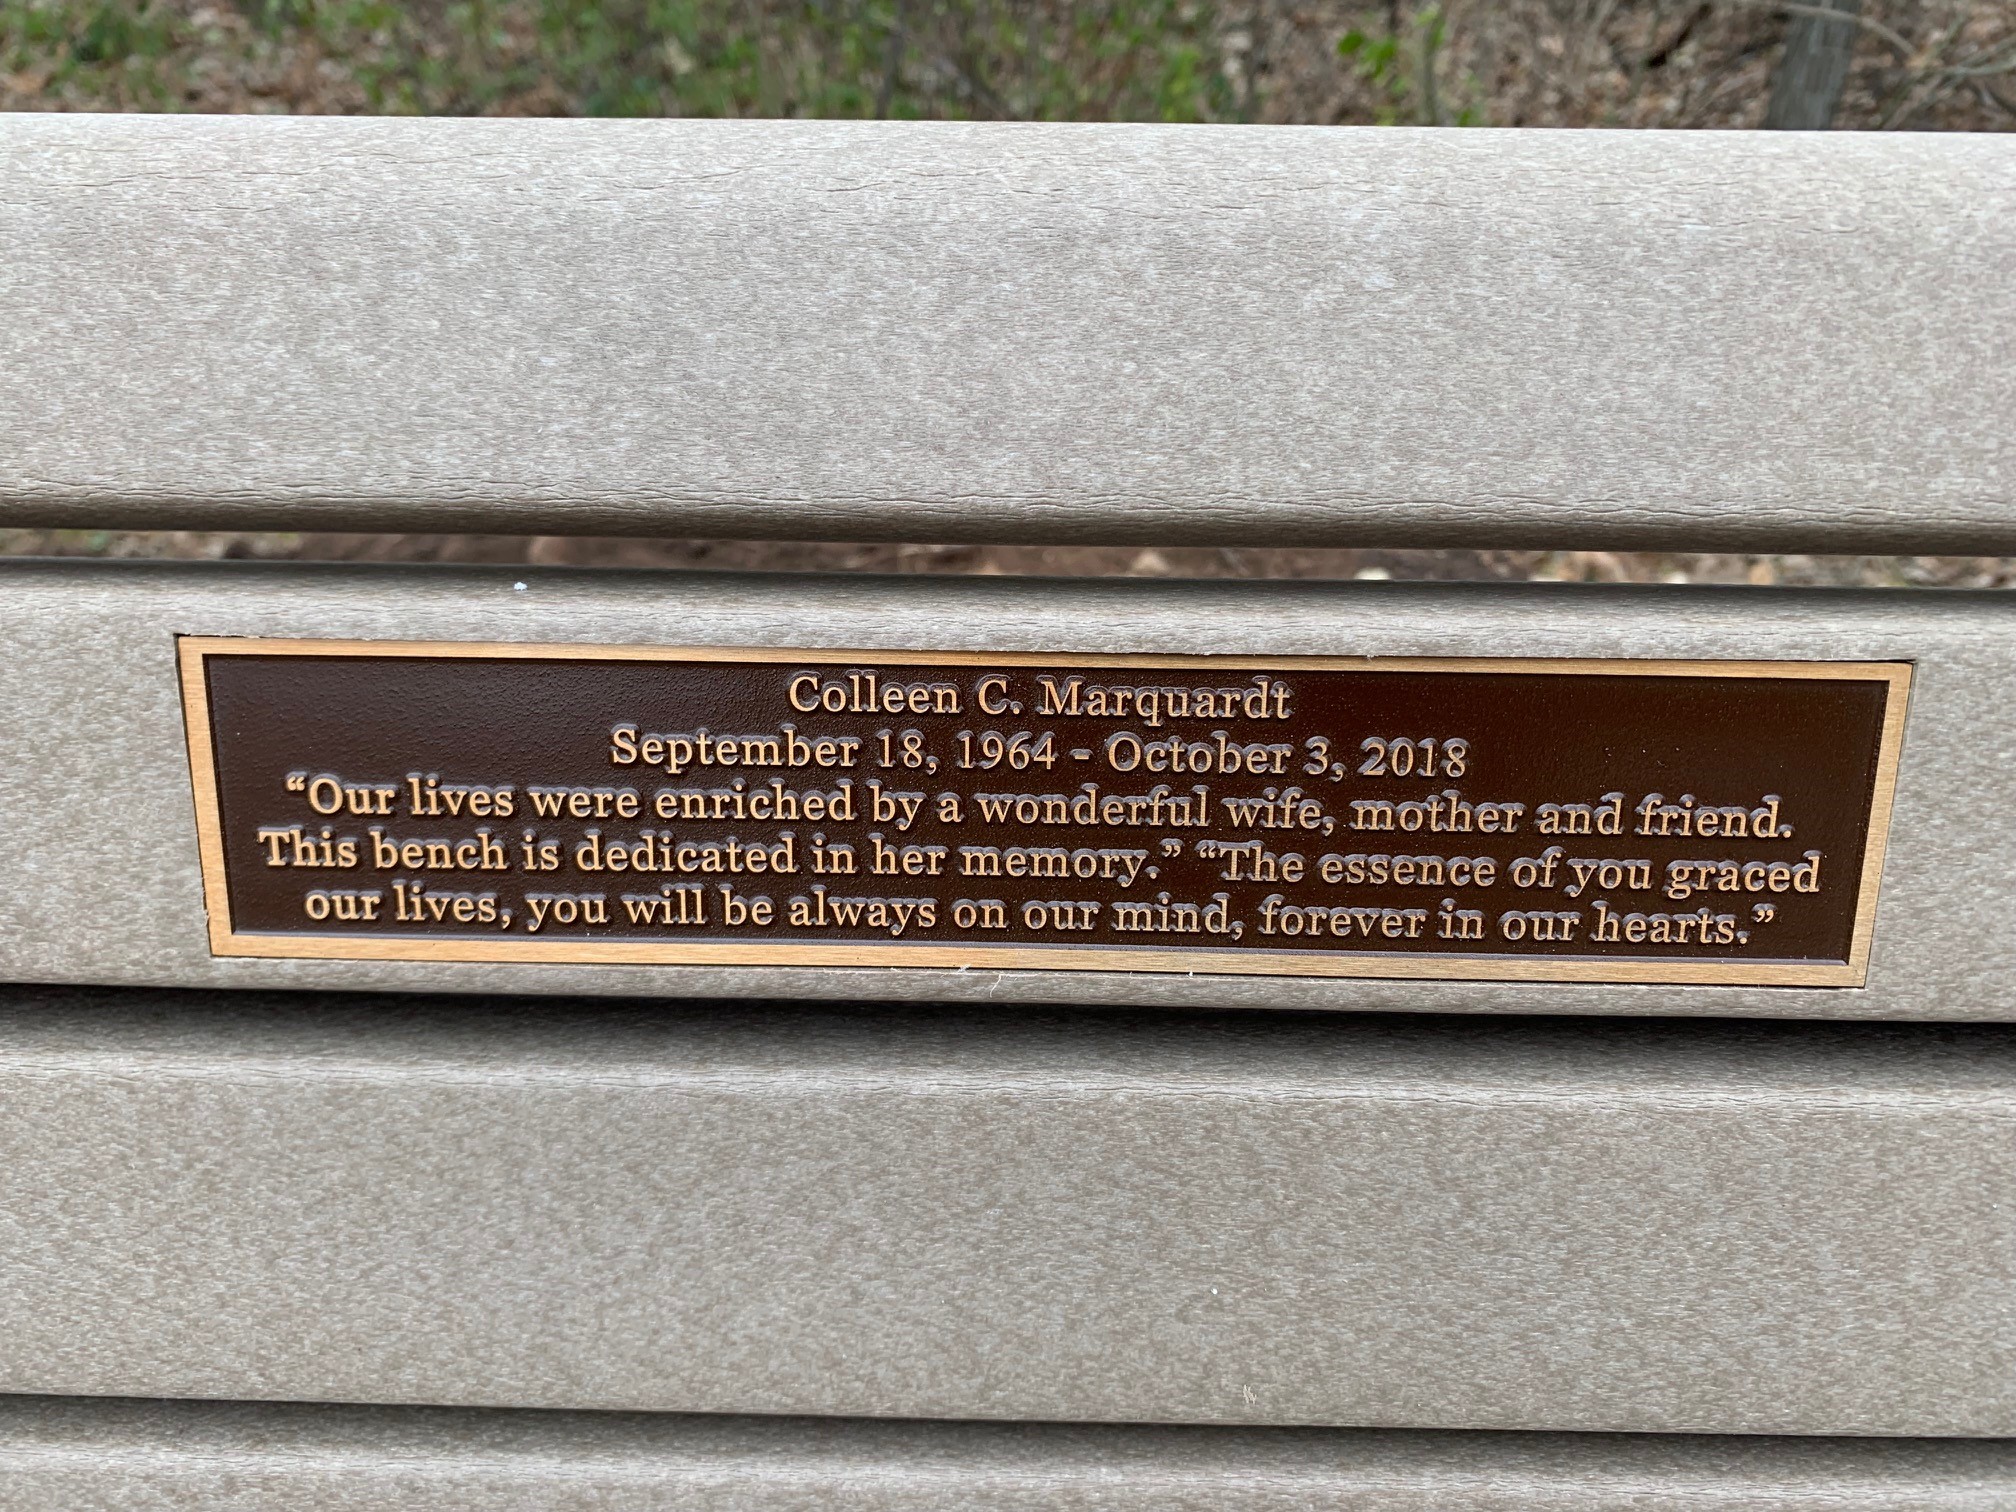 Colleen C. Marquardt
September 18, 1964 - October 3, 2018
“Our lives were enriched by a wonderful wife, mother and friend.
This bench is dedicated in her memory.” “The essence of you graced
our lives, you will be always on our mind, forever in our hearts.”